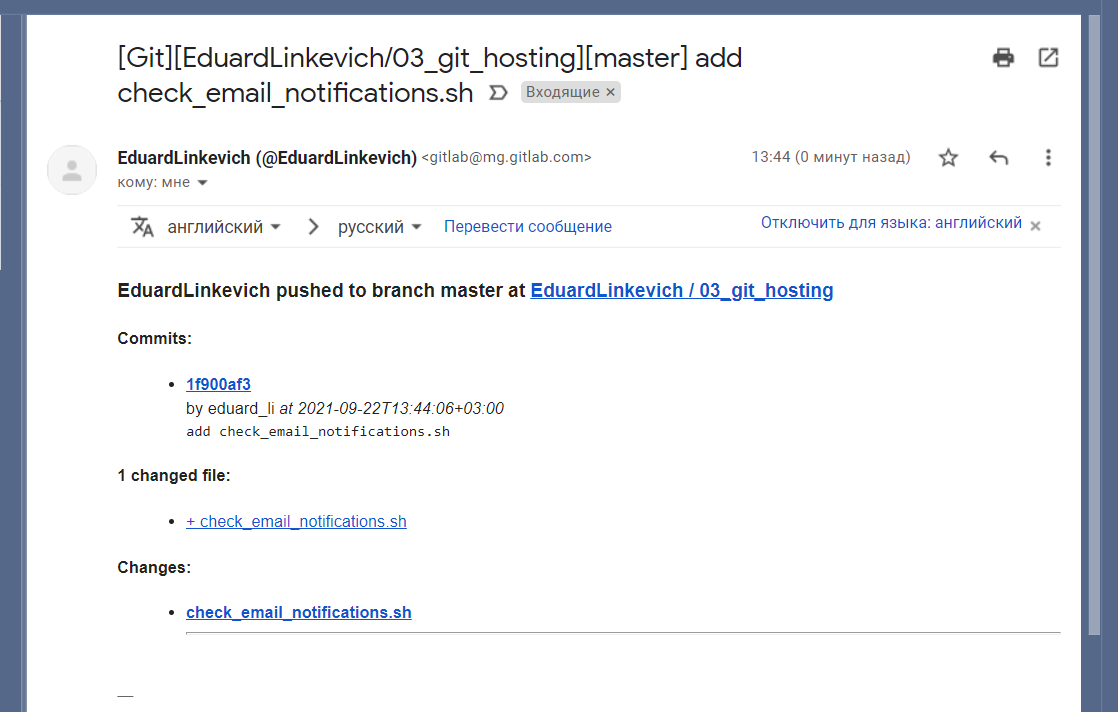 [Git][EduardLinkevich/03_git_hosting][master] add
check_email_notifications.sh Входящие ×
EduardLinkevich (@EduardLinkevich) <gitlab@mg.gitlab.com> 13:44 (0 минут назад)
кому: мне
английский русский Перевести сообщение Отключить для языка: английский ×
EduardLinkevich pushed to branch master at EduardLinkevich / 03_git_hosting
Commits:
• 1f900af3
by eduard_li at 2021-09-22T13:44:06+03:00
add check_email_notifications.sh
1 changed file:
• + check_email_notifications.sh
Changes:
• check_email_notifications.sh
—